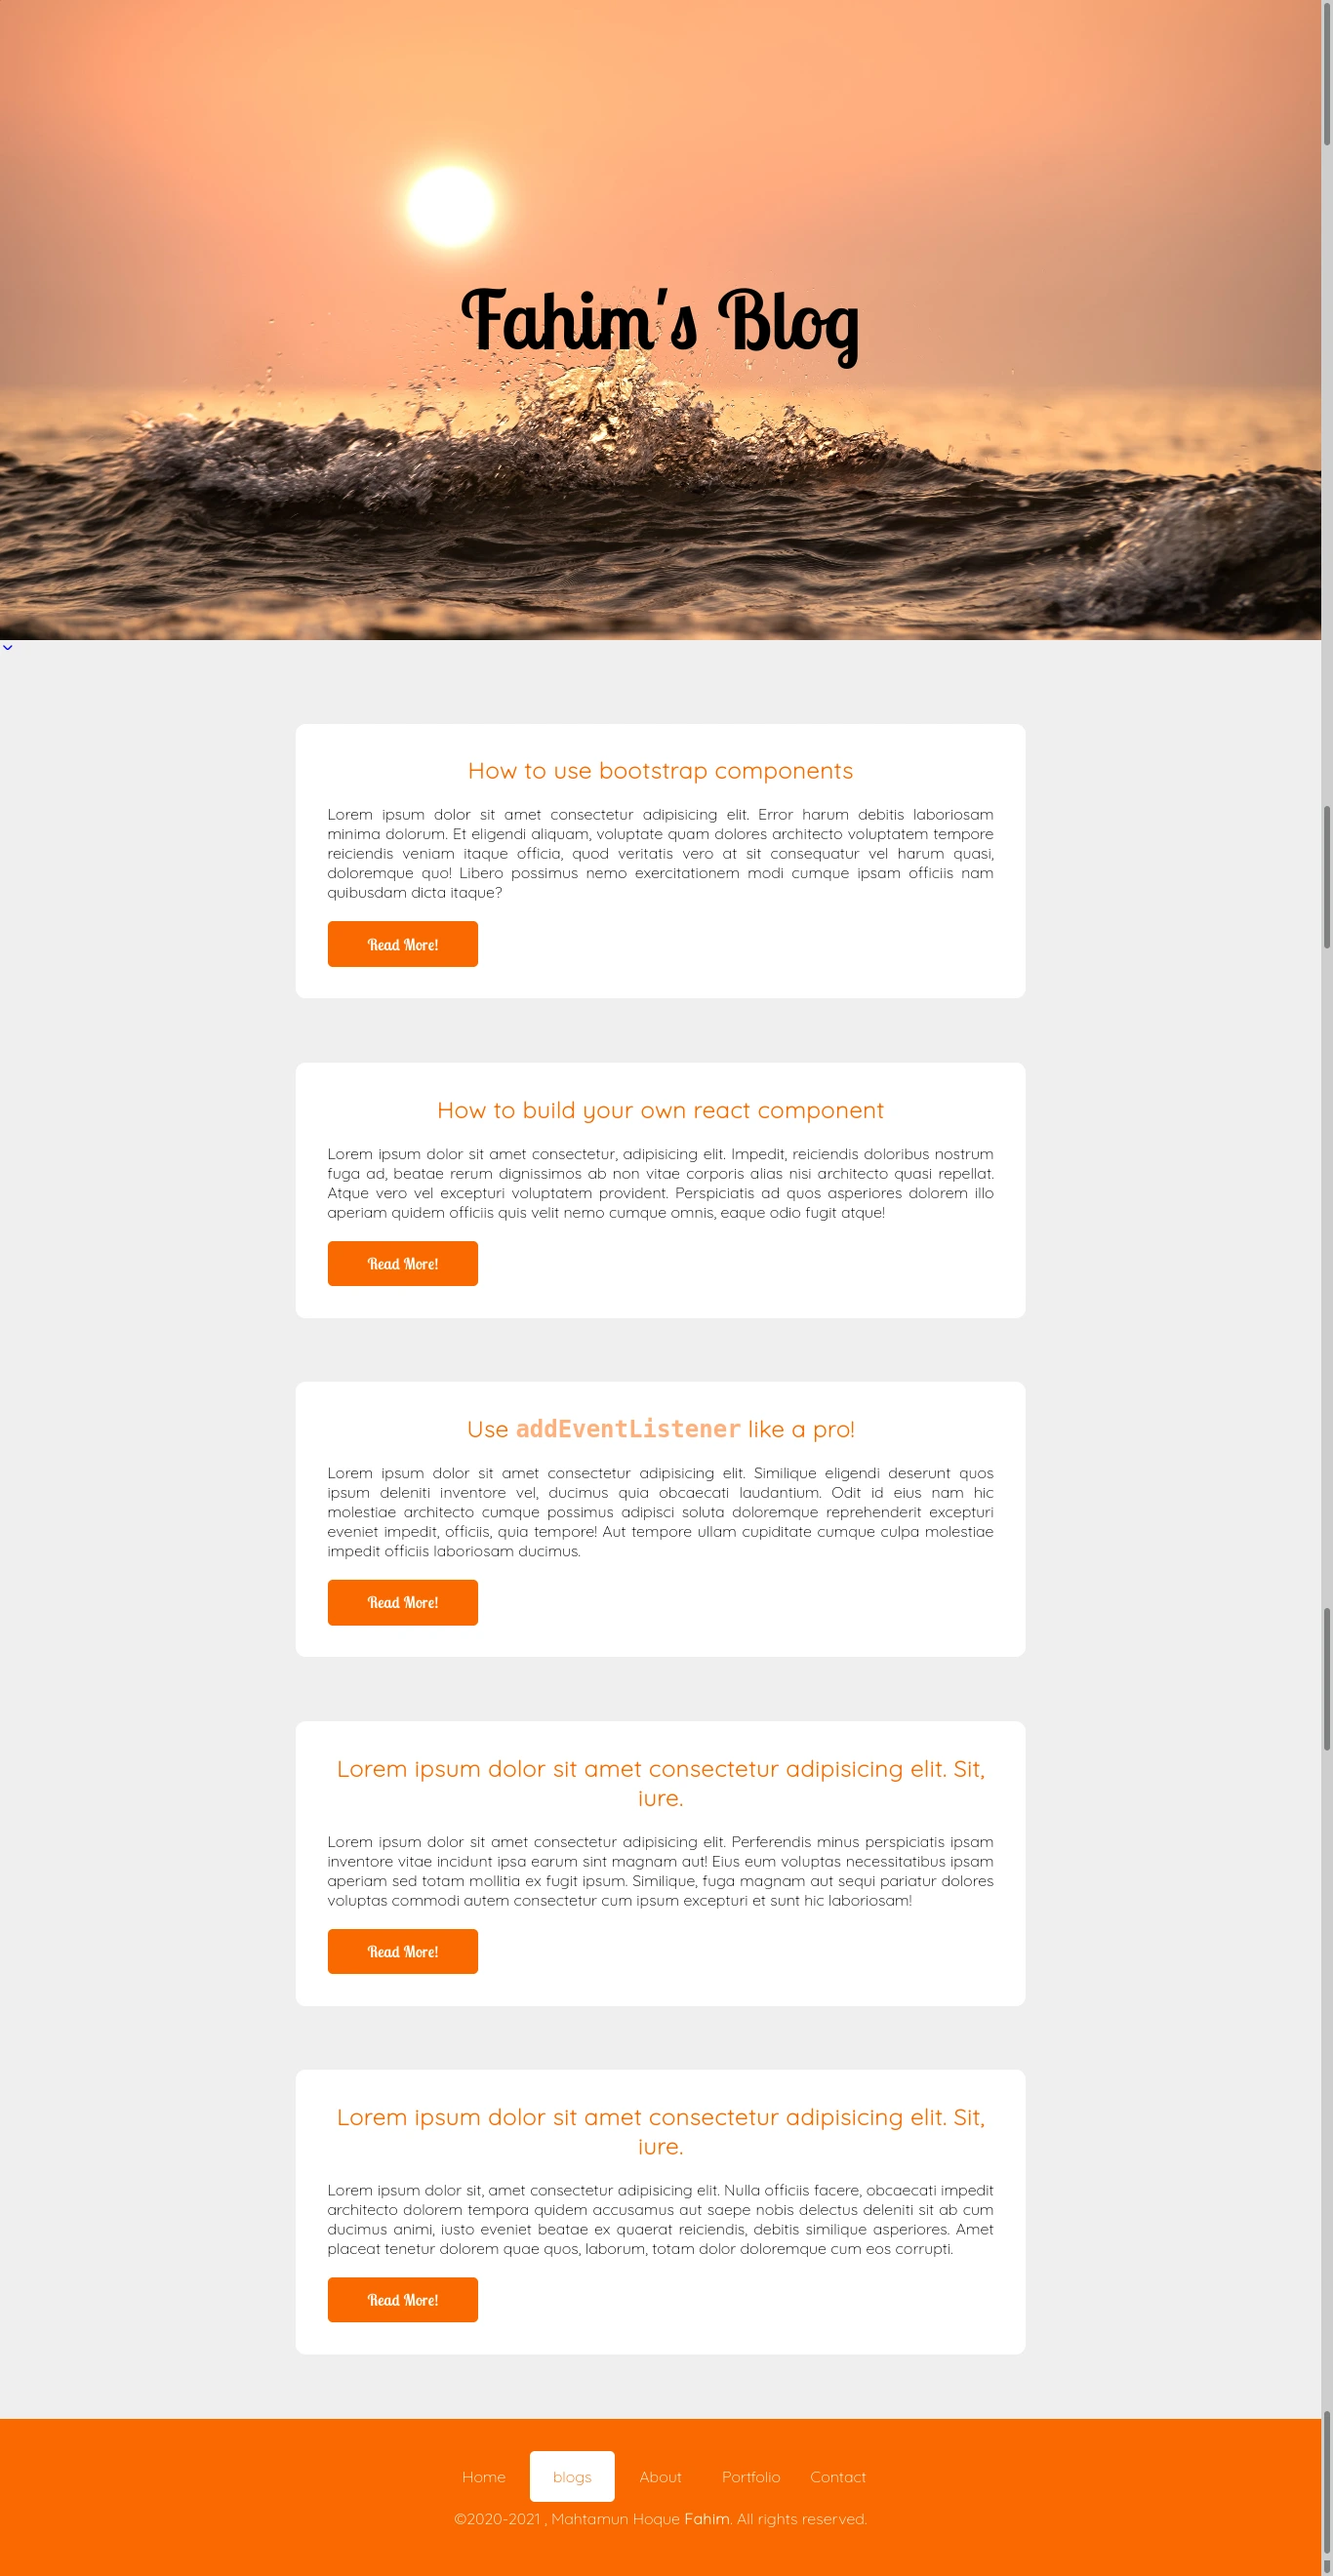 Fahim's Blog
How to use bootstrap components
Lorem ipsum dolor sit amet consectetur adipisicing elit. Error harum debitis laboriosam
minima dolorum. Et eligendi aliquam, voluptate quam dolores architecto voluptatem tempore
reiciendis veniam itaque officia, quod veritatis vero at sit consequatur vel harum quasi,
doloremque quo! Libero possimus nemo exercitationem modi cumque ipsam officiis nam
quibusdam dicta itaque?
Read More!
How to build your own react component
Lorem ipsum dolor sit amet consectetur, adipisicing elit. Impedit, reiciendis doloribus nostrum
fuga ad, beatae rerum dignissimos ab non vitae corporis alias nisi architecto quasi repellat.
Atque vero vel excepturi voluptatem provident. Perspiciatis ad quos asperiores dolorem illo
aperiam quidem officiis quis velit nemo cumque omnis, eaque odio fugit atque!
Read More!
Use addEventListener like a pro!
Lorem ipsum dolor sit amet consectetur adipisicing elit. Similique eligendi deserunt quos
ipsum deleniti inventore vel, ducimus quia obcaecati laudantium. Odit id eius nam hic
molestiae architecto cumque possimus adipisci soluta doloremque reprehenderit excepturi
eveniet impedit, officiis, quia tempore! Aut tempore ullam cupiditate cumque culpa molestiae
impedit officiis laboriosam ducimus.
Read More!
Lorem ipsum dolor sit amet consectetur adipisicing elit. Sit,
iure.
Lorem ipsum dolor sit amet consectetur adipisicing elit. Perferendis minus perspiciatis ipsam
inventore vitae incidunt ipsa earum sint magnam aut! Eius eum voluptas necessitatibus ipsam
aperiam sed totam mollitia ex fugit ipsum. Similique, fuga magnam aut sequi pariatur dolores
voluptas commodi autem consectetur cum ipsum excepturi et sunt hic laboriosam!
Read More!
Lorem ipsum dolor sit amet consectetur adipisicing elit. Sit,
iure.
Lorem ipsum dolor sit, amet consectetur adipisicing elit. Nulla officiis facere, obcaecati impedit
architecto dolorem tempora quidem accusamus aut saepe nobis delectus deleniti sit ab cum
ducimus animi, iusto eveniet beatae ex quaerat reiciendis, debitis similique asperiores. Amet
placeat tenetur dolorem quae quos, laborum, totam dolor doloremque cum eos corrupti.
Read More!
Home blogs About Portfolio Contact
©2020-2021 , Mahtamun Hoque Fahim. All rights reserved.